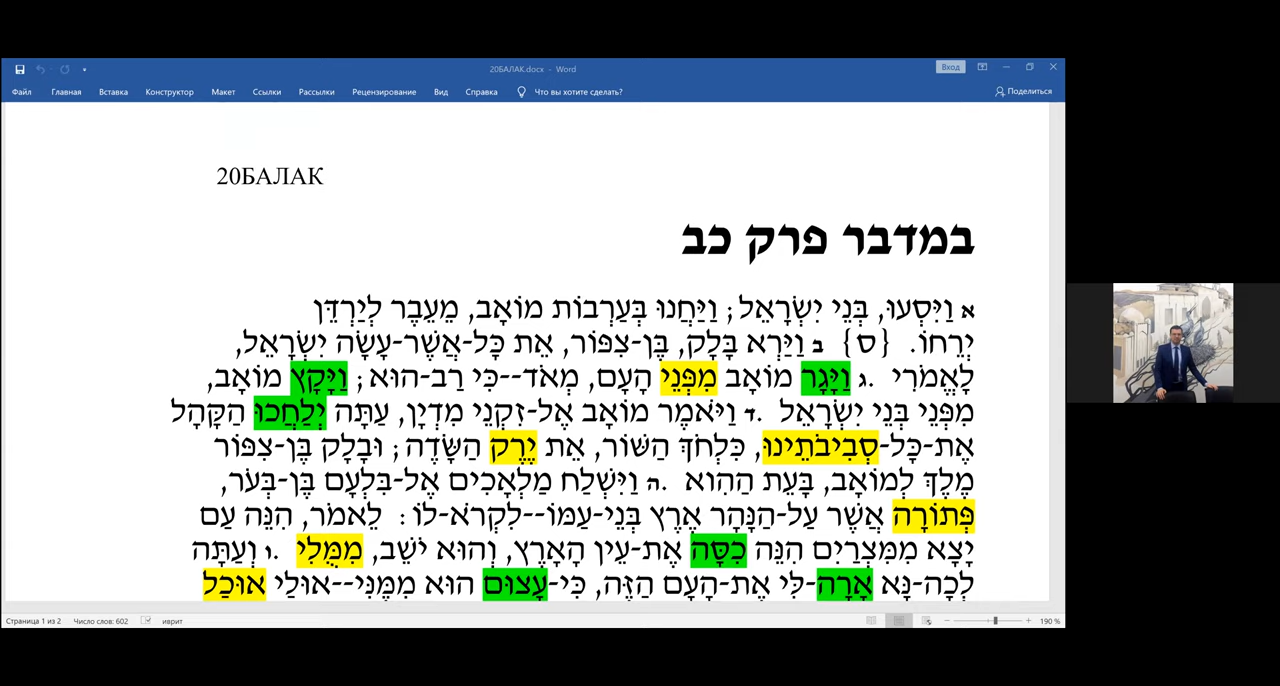 20БАЛАК.docx - Word
Вход
Файл Главная Вставка Конструктор Макет Ссылки Рассылки Рецензирование Вид Справка Что вы хотите сделать? Поделиться
20БАЛАК
במדבר פרק כב
א וַיִּסְעוּ, בְּנֵי יִשְׂרָאֵל; וַיַּחֲנוּ בְּעַרְבוֹת מוֹאָב, מֵעֵבֶר לְיַרְדֵּן
יְרֵחוֹ. {ס} ב וַיַּרְא בָּלָק, בֶּן-צִפּוֹר, אֵת כָּל-אֲשֶׁר-עָשָׂה יִשְׂרָאֵל,
לָאֱמֹרִי .ג וַיָּגָר מוֹאָב מִפְּנֵי הָעָם, מְאֹד--כִּי רַב-הוּא; וַיָּקָץ מוֹאָב,
מִפְּנֵי בְּנֵי יִשְׂרָאֵל .ד וַיֹּאמֶר מוֹאָב אֶל-זִקְנֵי מִדְיָן, עַתָּה יְלַחֲכוּ הַקָּהָל
אֶת-כָּל-סְבִיבֹתֵינוּ, כִּלְחֹךְ הַשּׁוֹר, אֵת יֶרֶק הַשָּׂדֶה; וּבָלָק בֶּן-צִפּוֹר
מֶלֶךְ לְמוֹאָב, בָּעֵת הַהִוא .ה וַיִּשְׁלַח מַלְאָכִים אֶל-בִּלְעָם בֶּן-בְּעֹר,
פְּתוֹרָה אֲשֶׁר עַל-הַנָּהָר אֶרֶץ בְּנֵי-עַמּוֹ--לִקְרֹא-לוֹ: לֵאמֹר, הִנֵּה עַם
יָצָא מִמִּצְרַיִם הִנֵּה כִסָּה אֶת-עֵין הָאָרֶץ, וְהוּא יֹשֵׁב, מִמֻּלִי .ו וְעַתָּה
לְכָה-נָּא אָרָה-לִּי אֶת-הָעָם הַזֶּה, כִּי-עָצוּם הוּא מִמֶּנִּי--אוּלַי אוּכַל
Страница 1 из 2 Число слов: 602 иврит 190 %